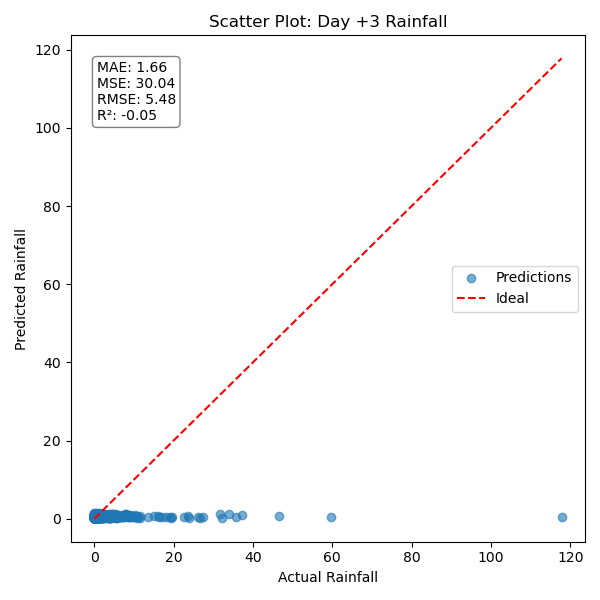 Scatter Plot: Day +3 Rainfall
MAE: 1.66
MSE: 30.04
RMSE: 5.48
R²: -0.05
Predictions
Ideal
Predicted Rainfall
120
100
80
60
40
20
0
0 20 40 60 80 100 120
Actual Rainfall